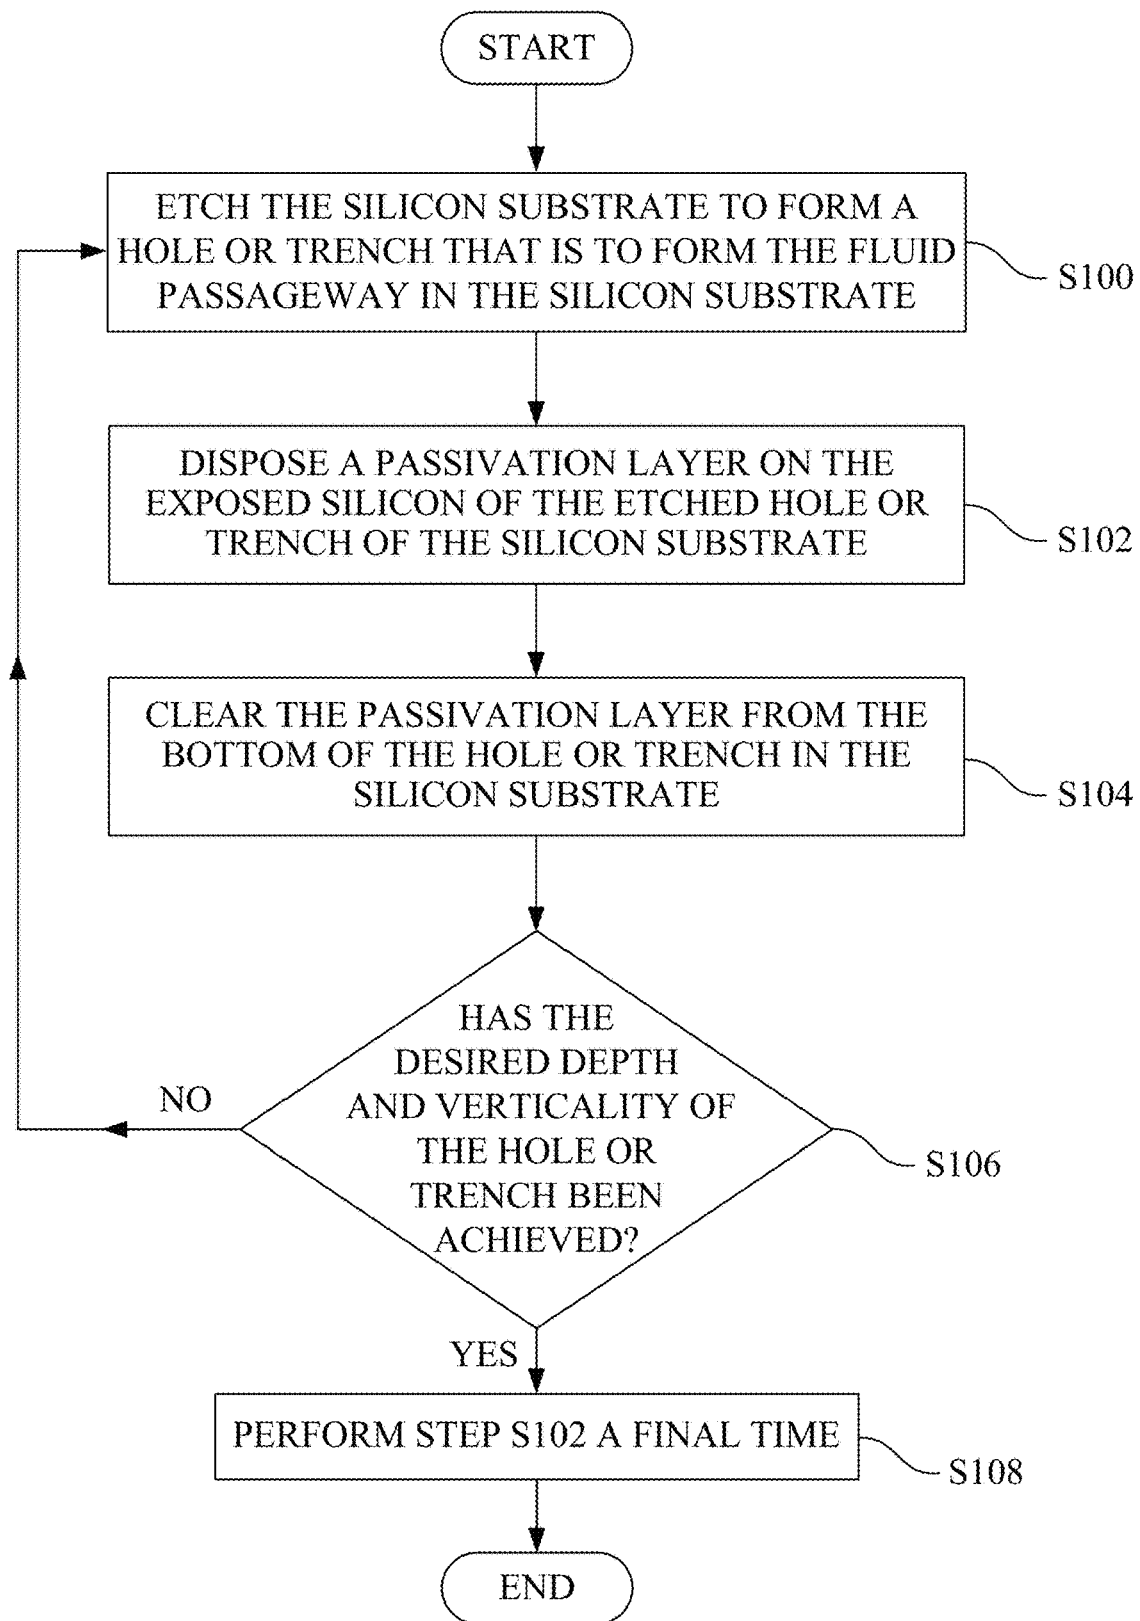 START
ETCH THE SILICON SUBSTRATE TO FORM A
HOLE OR TRENCH THAT IS TO FORM THE FLUID
PASSAGEWAY IN THE SILICON SUBSTRATE
S100
DISPOSE A PASSIVATION LAYER ON THE
EXPOSED SILICON OF THE ETCHED HOLE OR
TRENCH OF THE SILICON SUBSTRATE
S102
CLEAR THE PASSIVATION LAYER FROM THE
BOTTOM OF THE HOLE OR TRENCH IN THE
SILICON SUBSTRATE
S104
HAS THE
DESIRED DEPTH
AND VERTICALITY OF
THE HOLE OR
TRENCH BEEN
ACHIEVED?
NO
S106
YES
PERFORM STEP S102 A FINAL TIME
S108
END